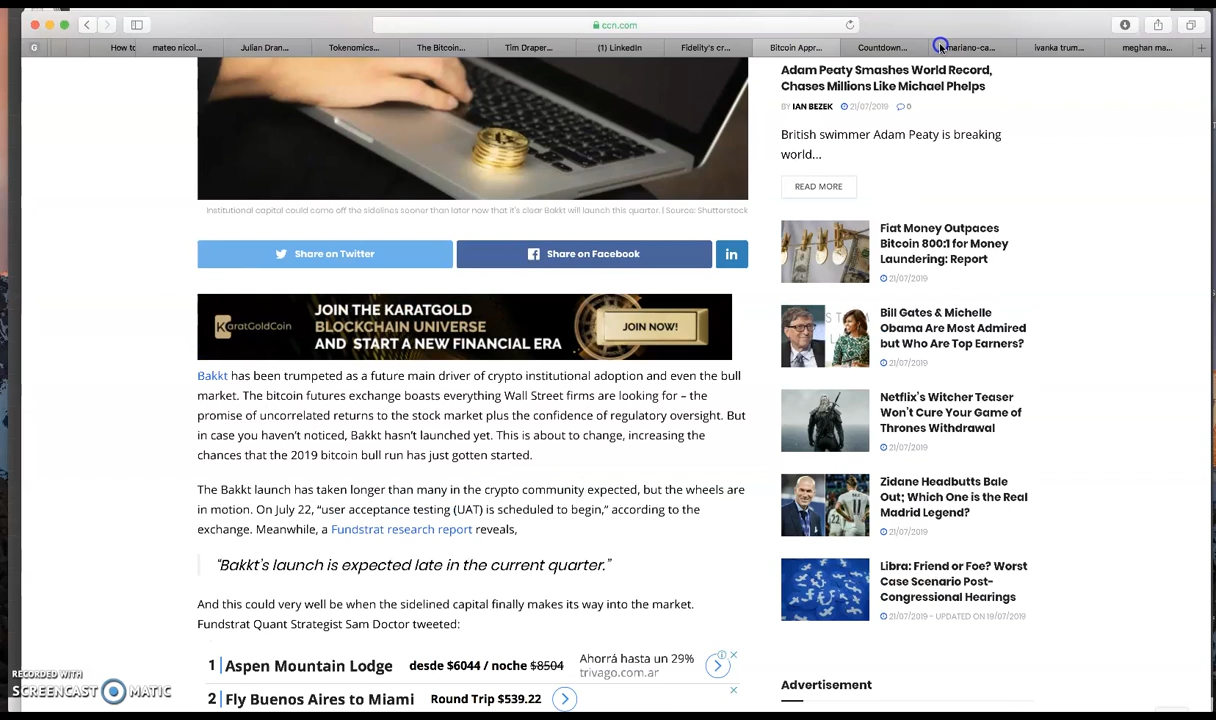 ccn.com
G
How to
mateo nicol...
Julian Dran...
Tokenomics...
The Bitcoin...
Tim Draper...
(1) LinkedIn
Fidelity's cr...
Bitcoin Appr...
Countdown...
mariano-ca...
ivanka trum...
meghan ma...
Institutional capital could come off the sidelines sooner than later now that it's clear Bakkt will launch this quarter. | Source: Shutterstock
Share on Twitter
Share on Facebook
in
KaratGoldCoin
JOIN THE KARATGOLD
BLOCKCHAIN UNIVERSE
AND START A NEW FINANCIAL ERA
JOIN NOW!
Bakkt has been trumpeted as a future main driver of crypto institutional adoption and even the bull
market. The bitcoin futures exchange boasts everything Wall Street firms are looking for – the
promise of uncorrelated returns to the stock market plus the confidence of regulatory oversight. But
in case you haven't noticed, Bakkt hasn't launched yet. This is about to change, increasing the
chances that the 2019 bitcoin bull run has just gotten started.
The Bakkt launch has taken longer than many in the crypto community expected, but the wheels are
in motion. On July 22, “user acceptance testing (UAT) is scheduled to begin,” according to the
exchange. Meanwhile, a Fundstrat research report reveals,
“Bakkt's launch is expected late in the current quarter.”
And this could very well be when the sidelined capital finally makes its way into the market.
Fundstrat Quant Strategist Sam Doctor tweeted:
1 Aspen Mountain Lodge desde $6044 / noche $8504 Ahorrá hasta un 29%
trivago.com.ar
2 Fly Buenos Aires to Miami Round Trip $539.22
Adam Peaty Smashes World Record,
Chases Millions Like Michael Phelps
BY IAN BEZEK 21/07/2019 0
British swimmer Adam Peaty is breaking
world...
READ MORE
Fiat Money Outpaces
Bitcoin 800:1 for Money
Laundering: Report
21/07/2019
Bill Gates & Michelle
Obama Are Most Admired
but Who Are Top Earners?
21/07/2019
Netflix's Witcher Teaser
Won't Cure Your Game of
Thrones Withdrawal
21/07/2019
Zidane Headbutts Bale
Out; Which One is the Real
Madrid Legend?
21/07/2019
Libra: Friend or Foe? Worst
Case Scenario Post-
Congressional Hearings
21/07/2019 - UPDATED ON 19/07/2019
Advertisement
RECORDED WITH
SCREENCAST MATIC